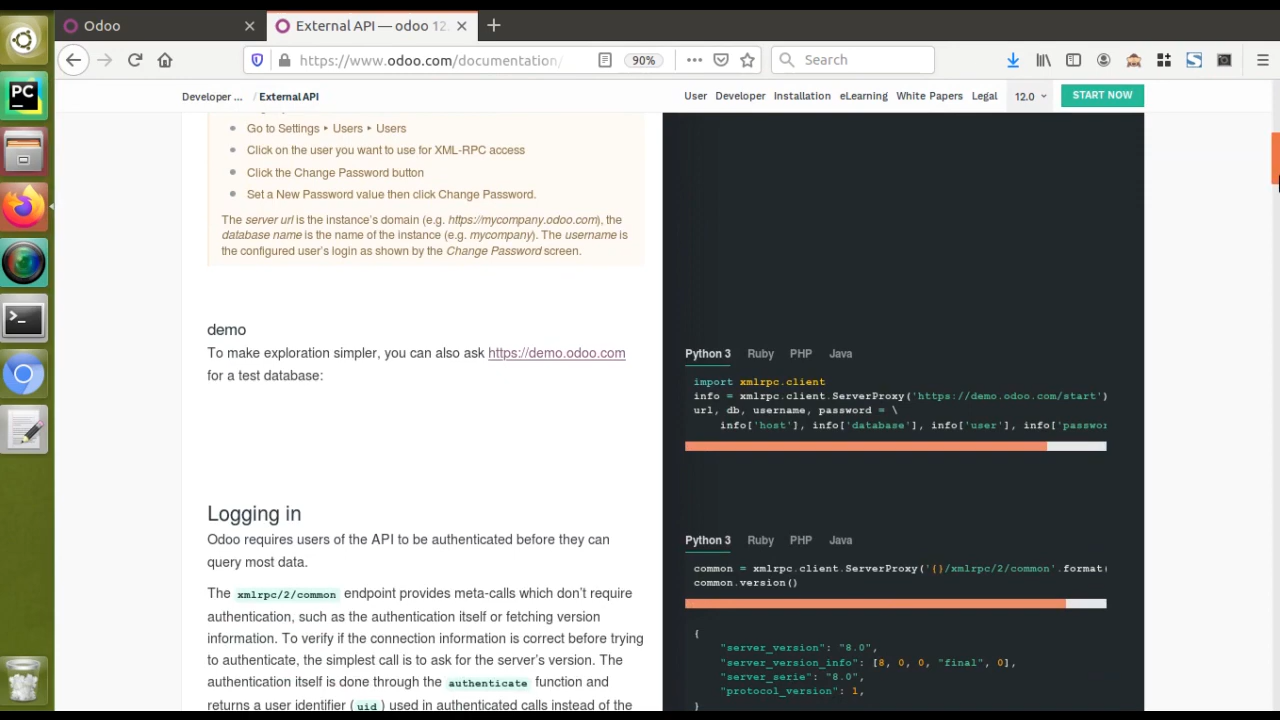 Odoo
External API — odoo 12.
https://www.odoo.com/documentation/
90%
Search
Developer ... / External API
User Developer Installation eLearning White Papers Legal 12.0 START NOW
Go to Settings ‣ Users ‣ Users
Click on the user you want to use for XML-RPC access
Click the Change Password button
Set a New Password value then click Change Password.
The server url is the instance's domain (e.g. https://mycompany.odoo.com), the
database name is the name of the instance (e.g. mycompany). The username is
the configured user's login as shown by the Change Password screen.
demo
To make exploration simpler, you can also ask https://demo.odoo.com
for a test database:
Python 3 Ruby PHP Java
import xmlrpc.client
info = xmlrpc.client.ServerProxy('https://demo.odoo.com/start')
url, db, username, password = \
info['host'], info['database'], info['user'], info['passwor
Logging in
Odoo requires users of the API to be authenticated before they can
query most data.
The xmlrpc/2/common endpoint provides meta-calls which don't require
authentication, such as the authentication itself or fetching version
information. To verify if the connection information is correct before trying
to authenticate, the simplest call is to ask for the server's version. The
authentication itself is done through the authenticate function and
returns a user identifier (uid) used in authenticated calls instead of the
Python 3 Ruby PHP Java
common = xmlrpc.client.ServerProxy('{}/xmlrpc/2/common'.format(
common.version()
{
"server_version": "8.0",
"server_version_info": [8, 0, 0, "final", 0],
"server_serie": "8.0",
"protocol_version": 1,
}
PC